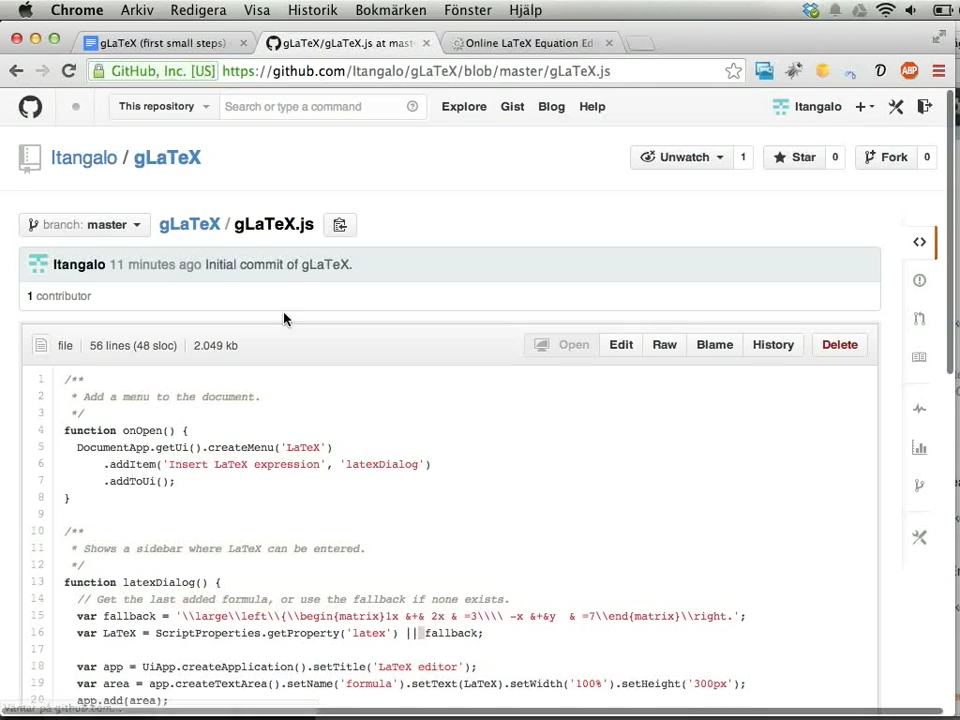 Chrome Arkiv Redigera Visa Historik Bokmärken Fönster Hjälp
gLaTeX (first small steps) × gLaTeX/gLaTeX.js at mast × Online LaTeX Equation Edi ×
GitHub, Inc. [US] https://github.com/Itangalo/gLaTeX/blob/master/gLaTeX.js D ABP
This repository Search or type a command Explore Gist Blog Help Itangalo
Itangalo / gLaTeX Unwatch 1 Star 0 Fork 0
branch: master gLaTeX / gLaTeX.js
Itangalo 11 minutes ago Initial commit of gLaTeX.
1 contributor
file 56 lines (48 sloc) 2.049 kb Open Edit Raw Blame History Delete
1 /**
2 * Add a menu to the document.
3 */
4 function onOpen() {
5 DocumentApp.getUi().createMenu('LaTeX')
6 .addItem('Insert LaTeX expression', 'latexDialog')
7 .addToUi();
8 }
9
10 /**
11 * Shows a sidebar where LaTeX can be entered.
12 */
13 function latexDialog() {
14 // Get the last added formula, or use the fallback if none exists.
15 var fallback = '\\large\\left\\{\\begin{matrix}1x &+& 2x & =3\\\\ -x &+&y & =7\\end{matrix}\\right.';
16 var LaTeX = ScriptProperties.getProperty('latex') || fallback;
17
18 var app = UiApp.createApplication().setTitle('LaTeX editor');
19 var area = app.createTextArea().setName('formula').setText(LaTeX).setWidth('100%').setHeight('300px');
20 app.add(area);
Väntar på github.com...